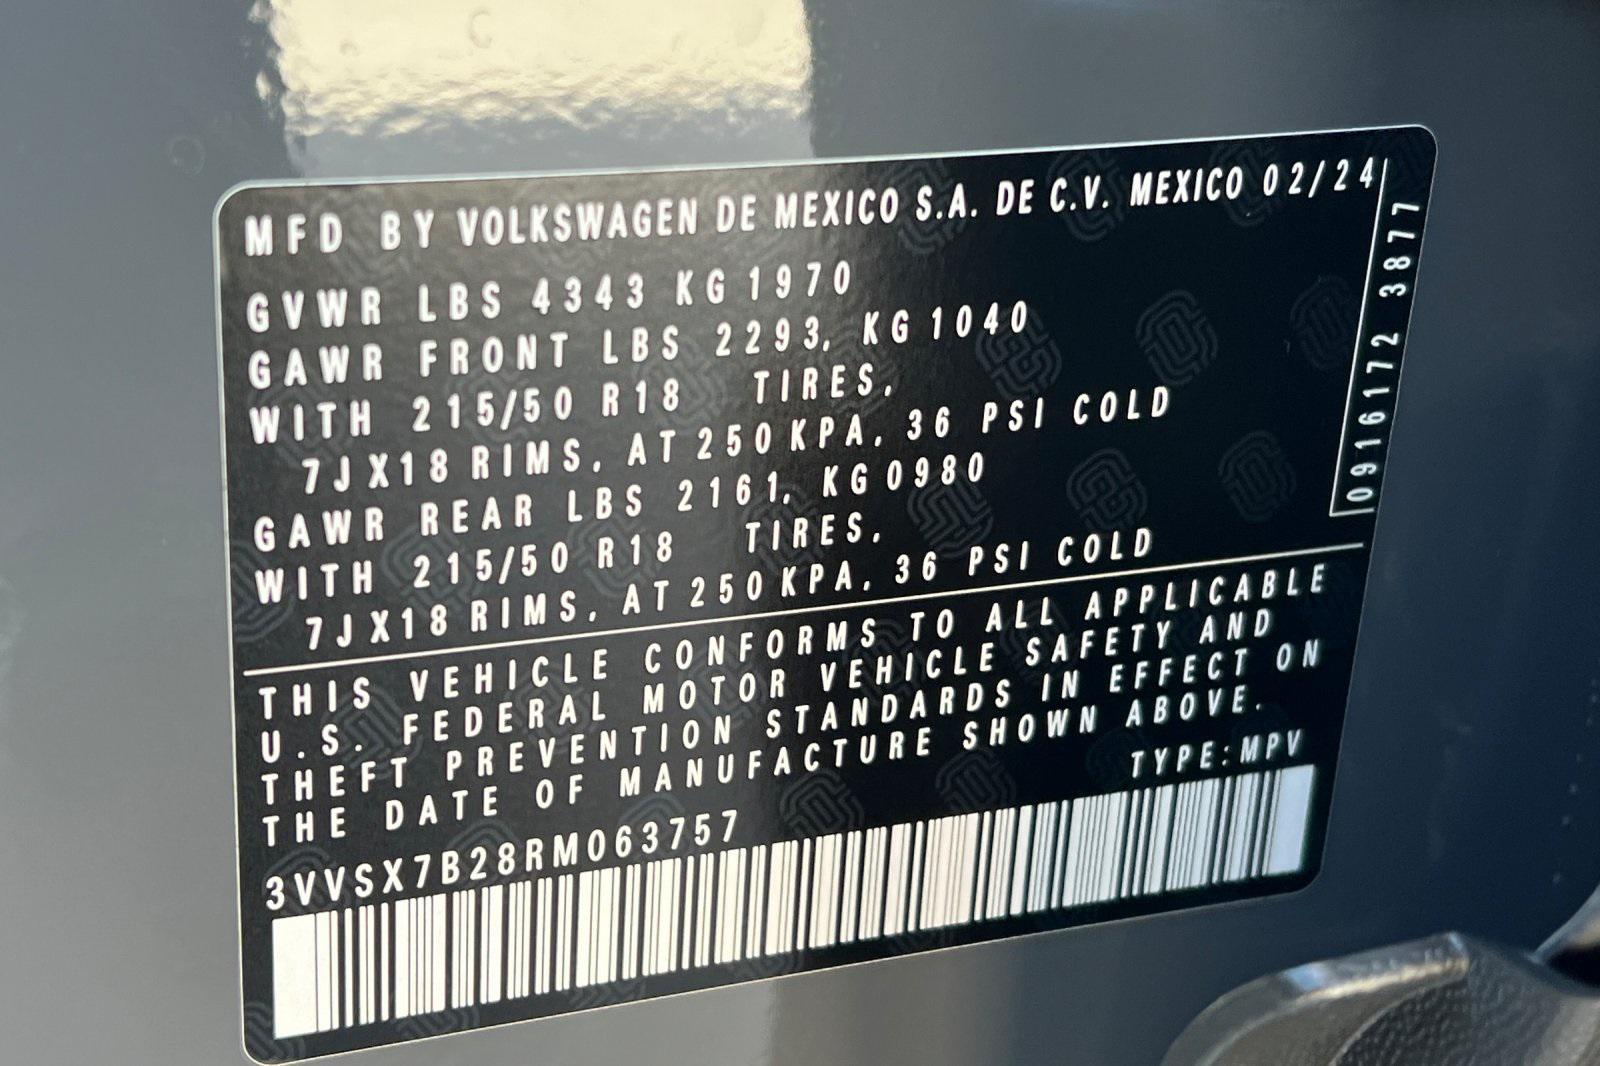 MFD BY VOLKSWAGEN DE MEXICO S.A. DE C.V. MEXICO 02/24
GVWR LBS 4343 KG 1970
GAWR FRONT LBS 2293, KG 1040
WITH 215/50 R18 TIRES,
7JX18 RIMS, AT 250 KPA, 36 PSI COLD
GAWR REAR LBS 2161, KG 0980
WITH 215/50 R18 TIRES,
7JX18 RIMS, AT 250 KPA, 36 PSI COLD
0916172 3877
THIS VEHICLE CONFORMS TO ALL APPLICABLE
U.S. FEDERAL MOTOR VEHICLE SAFETY AND
THEFT PREVENTION STANDARDS IN EFFECT ON
THE DATE OF MANUFACTURE SHOWN ABOVE.
TYPE: MPV
3VVSX7B28RM063757